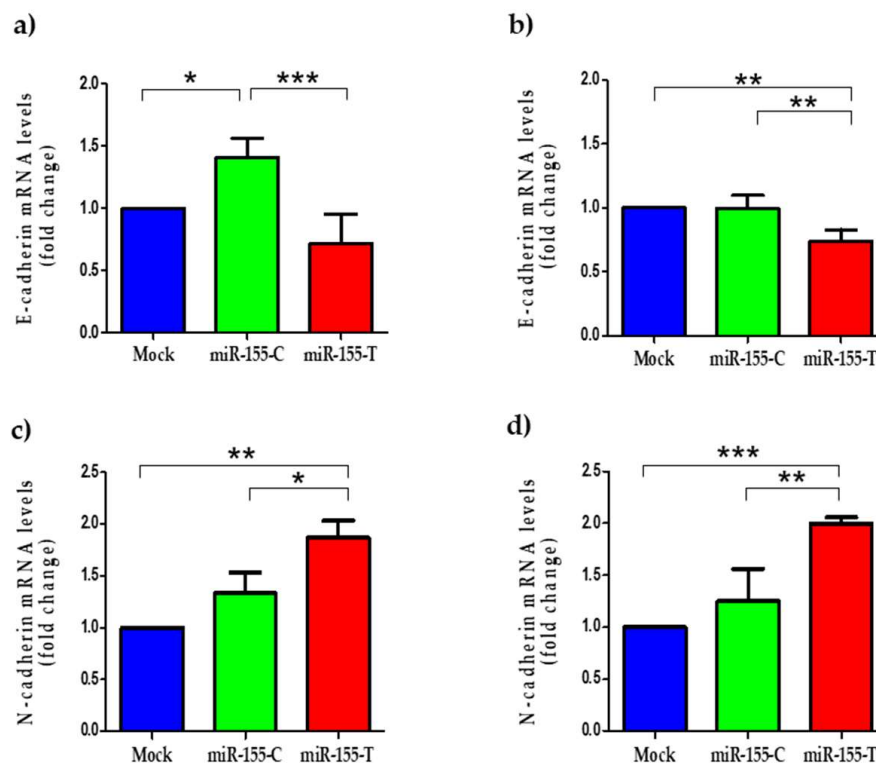 a)
* ***
E-cadherin mRNA levels
(fold change)
2.0
1.5
1.0
0.5
0.0
Mock miR-155-C miR-155-T
b)
**
**
E-cadherin mRNA levels
(fold change)
2.0
1.5
1.0
0.5
0.0
Mock miR-155-C miR-155-T
c)
**
*
N-cadherin mRNA levels
(fold change)
2.5
2.0
1.5
1.0
0.5
0.0
Mock miR-155-C miR-155-T
d)
***
**
N-cadherin mRNA levels
(fold change)
2.5
2.0
1.5
1.0
0.5
0.0
Mock miR-155-C miR-155-T